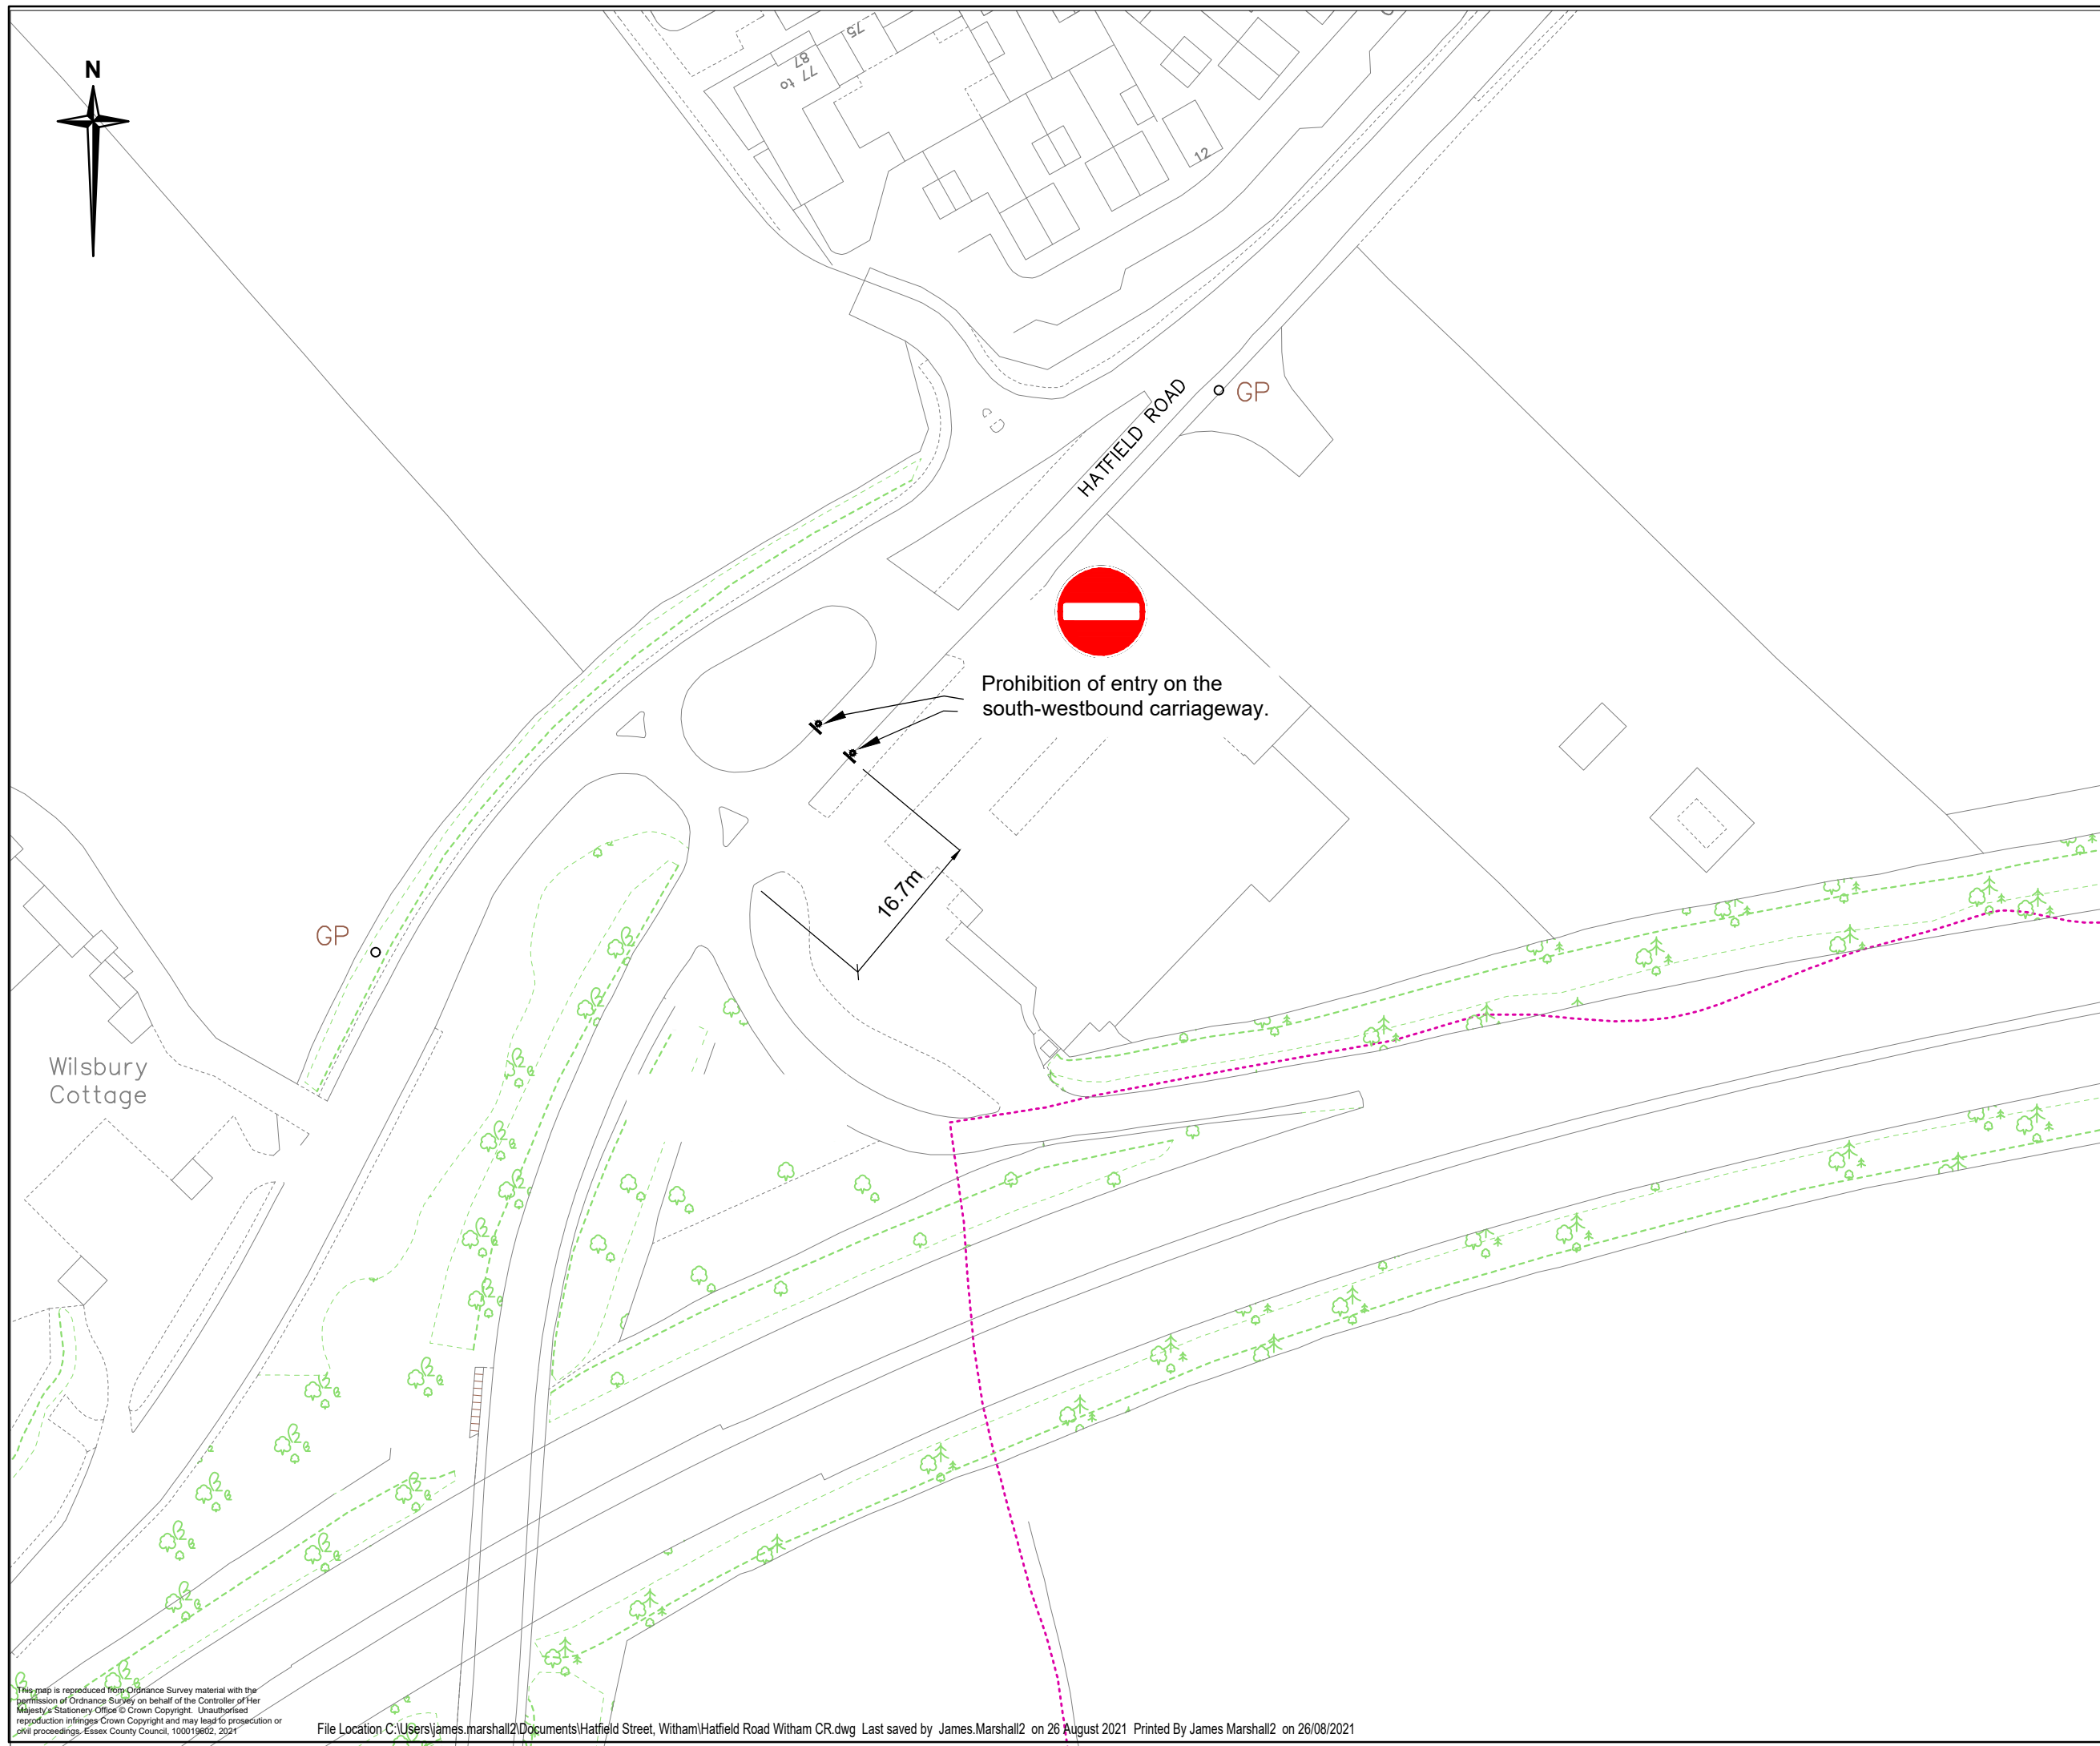 N
75
77 to
87
12
HATFIELD ROAD
GP
Prohibition of entry on the
south-westbound carriageway.
16.7m
GP
Wilsbury
Cottage
This map is reproduced from Ordnance Survey material with the
permission of Ordnance Survey on behalf of the Controller of Her
Majesty's Stationery Office © Crown Copyright. Unauthorised
reproduction infringes Crown Copyright and may lead to prosecution or
civil proceedings. Essex County Council, 100019602, 2021
File Location C:\Users\james.marshall2\Documents\Hatfield Street, Witham\Hatfield Road Witham CR.dwg Last saved by James.Marshall2 on 26 August 2021 Printed By James Marshall2 on 26/08/2021